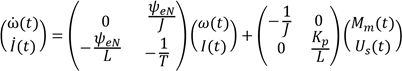 (ω̇(t) İ(t)) = (0 ψ_eN/J −ψ_eN/L −1/T)(ω(t) I(t)) + (−1/J 0 0 K_p/L)(M_m(t) U_s(t))